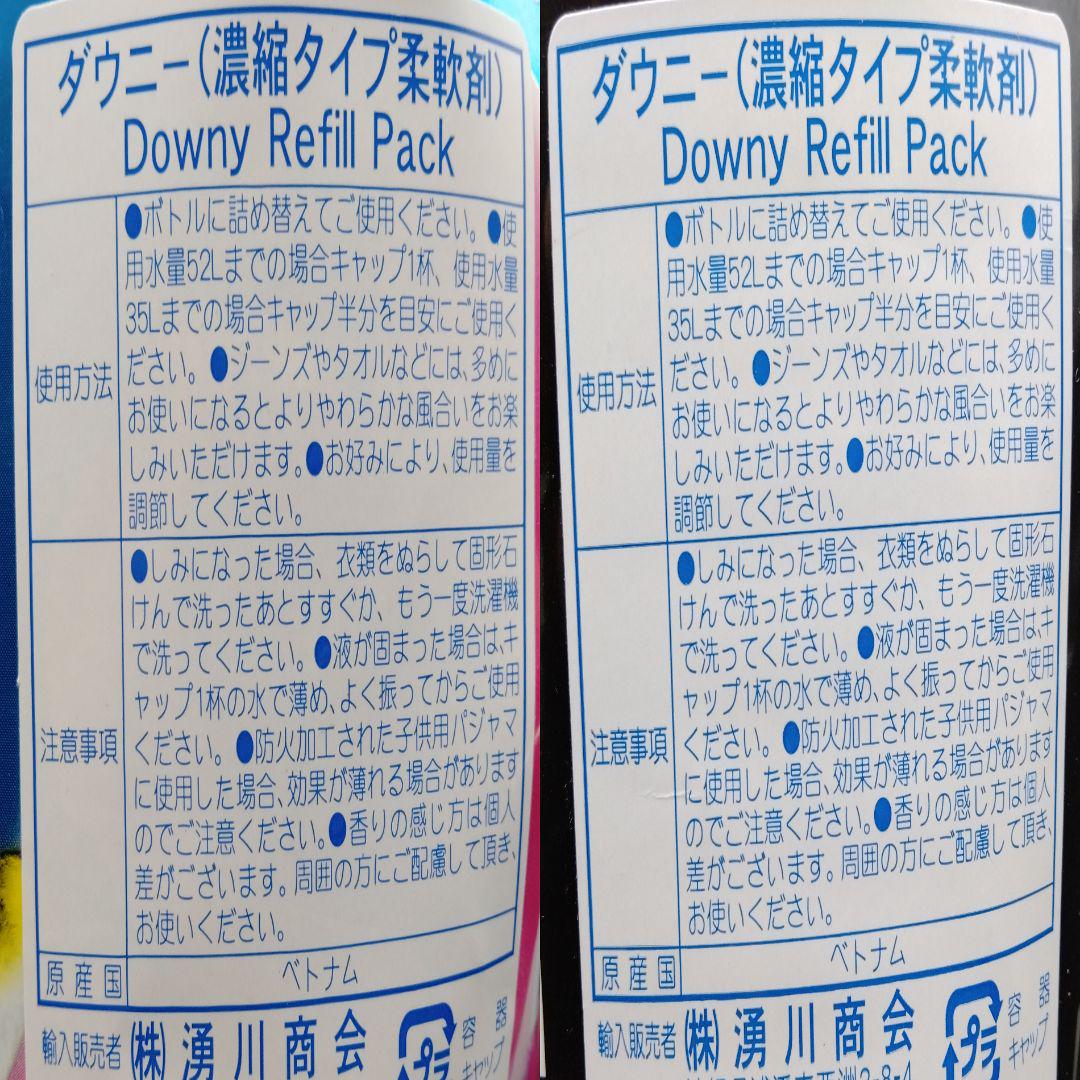 ダウニー(濃縮タイプ柔軟剤)
Downy Refill Pack
使用方法
●ボトルに詰め替えてご使用ください。●使
用水量52Lまでの場合キャップ1杯、使用水量
35Lまでの場合キャップ半分を目安にご使用く
ださい。●ジーンズやタオルなどには、多めに
お使いになるとよりやわらかな風合いをお楽
しみいただけます。●お好みにより、使用量を
調節してください。
注意事項
●しみになった場合、衣類をぬらして固形石
けんで洗ったあとすすぐか、もう一度洗濯機
で洗ってください。●液が固まった場合は、キ
ャップ1杯の水で薄め、よく振ってからご使用
ください。●防火加工された子供用パジャマ
に使用した場合、効果が薄れる場合があります
のでご注意ください。●香りの感じ方は個人
差がございます。周囲の方にご配慮して頂き、
お使いください。
原産国
ベトナム
輸入販売者
(株)湧川商会
プラ
容器
キャップ
ダウニー(濃縮タイプ柔軟剤)
Downy Refill Pack
使用方法
●ボトルに詰め替えてご使用ください。●使
用水量52Lまでの場合キャップ1杯、使用水量
35Lまでの場合キャップ半分を目安にご使用く
ださい。●ジーンズやタオルなどには、多めに
お使いになるとよりやわらかな風合いをお楽
しみいただけます。●お好みにより、使用量を
調節してください。
注意事項
●しみになった場合、衣類をぬらして固形石
けんで洗ったあとすすぐか、もう一度洗濯機
で洗ってください。●液が固まった場合は、キ
ャップ1杯の水で薄め、よく振ってからご使用
ください。●防火加工された子供用パジャマ
に使用した場合、効果が薄れる場合があります
のでご注意ください。●香りの感じ方は個人
差がございます。周囲の方にご配慮して頂き、
お使いください。
原産国
ベトナム
輸入販売者
(株)湧川商会
プラ
容器
キャップ